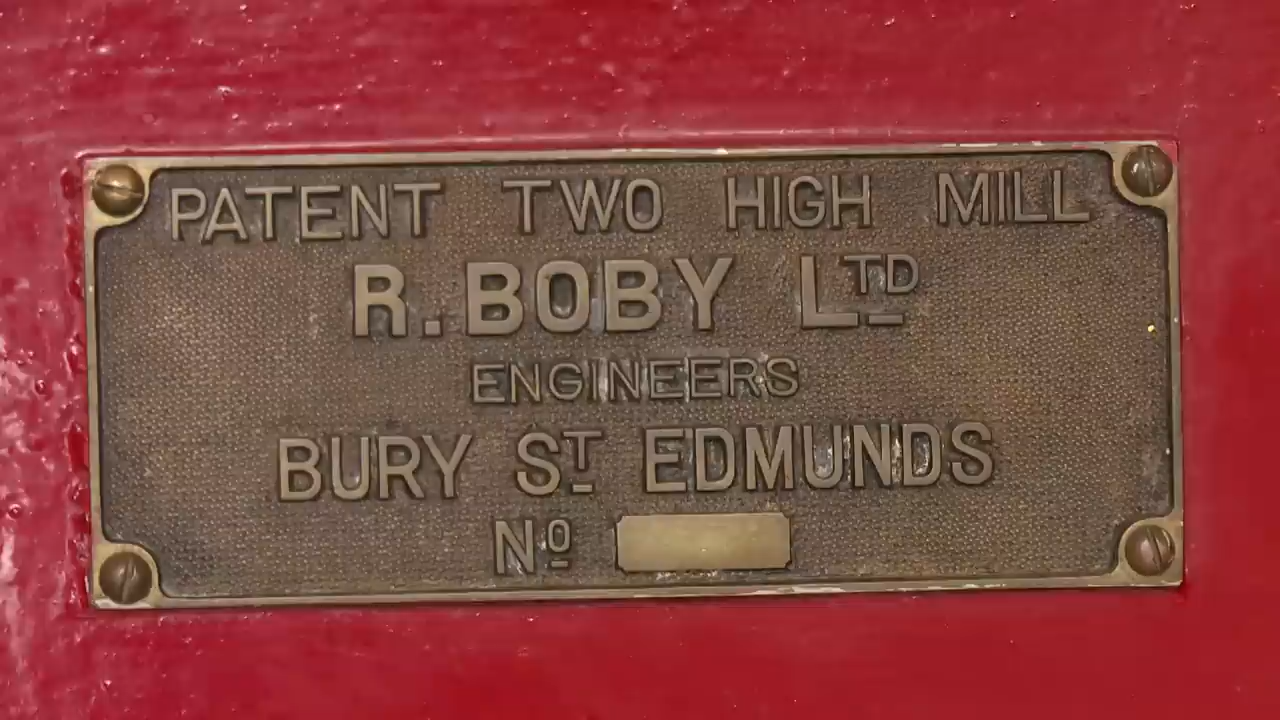 PATENT TWO HIGH MILL
R. BOBY LTD
ENGINEERS
BURY ST EDMUNDS
No